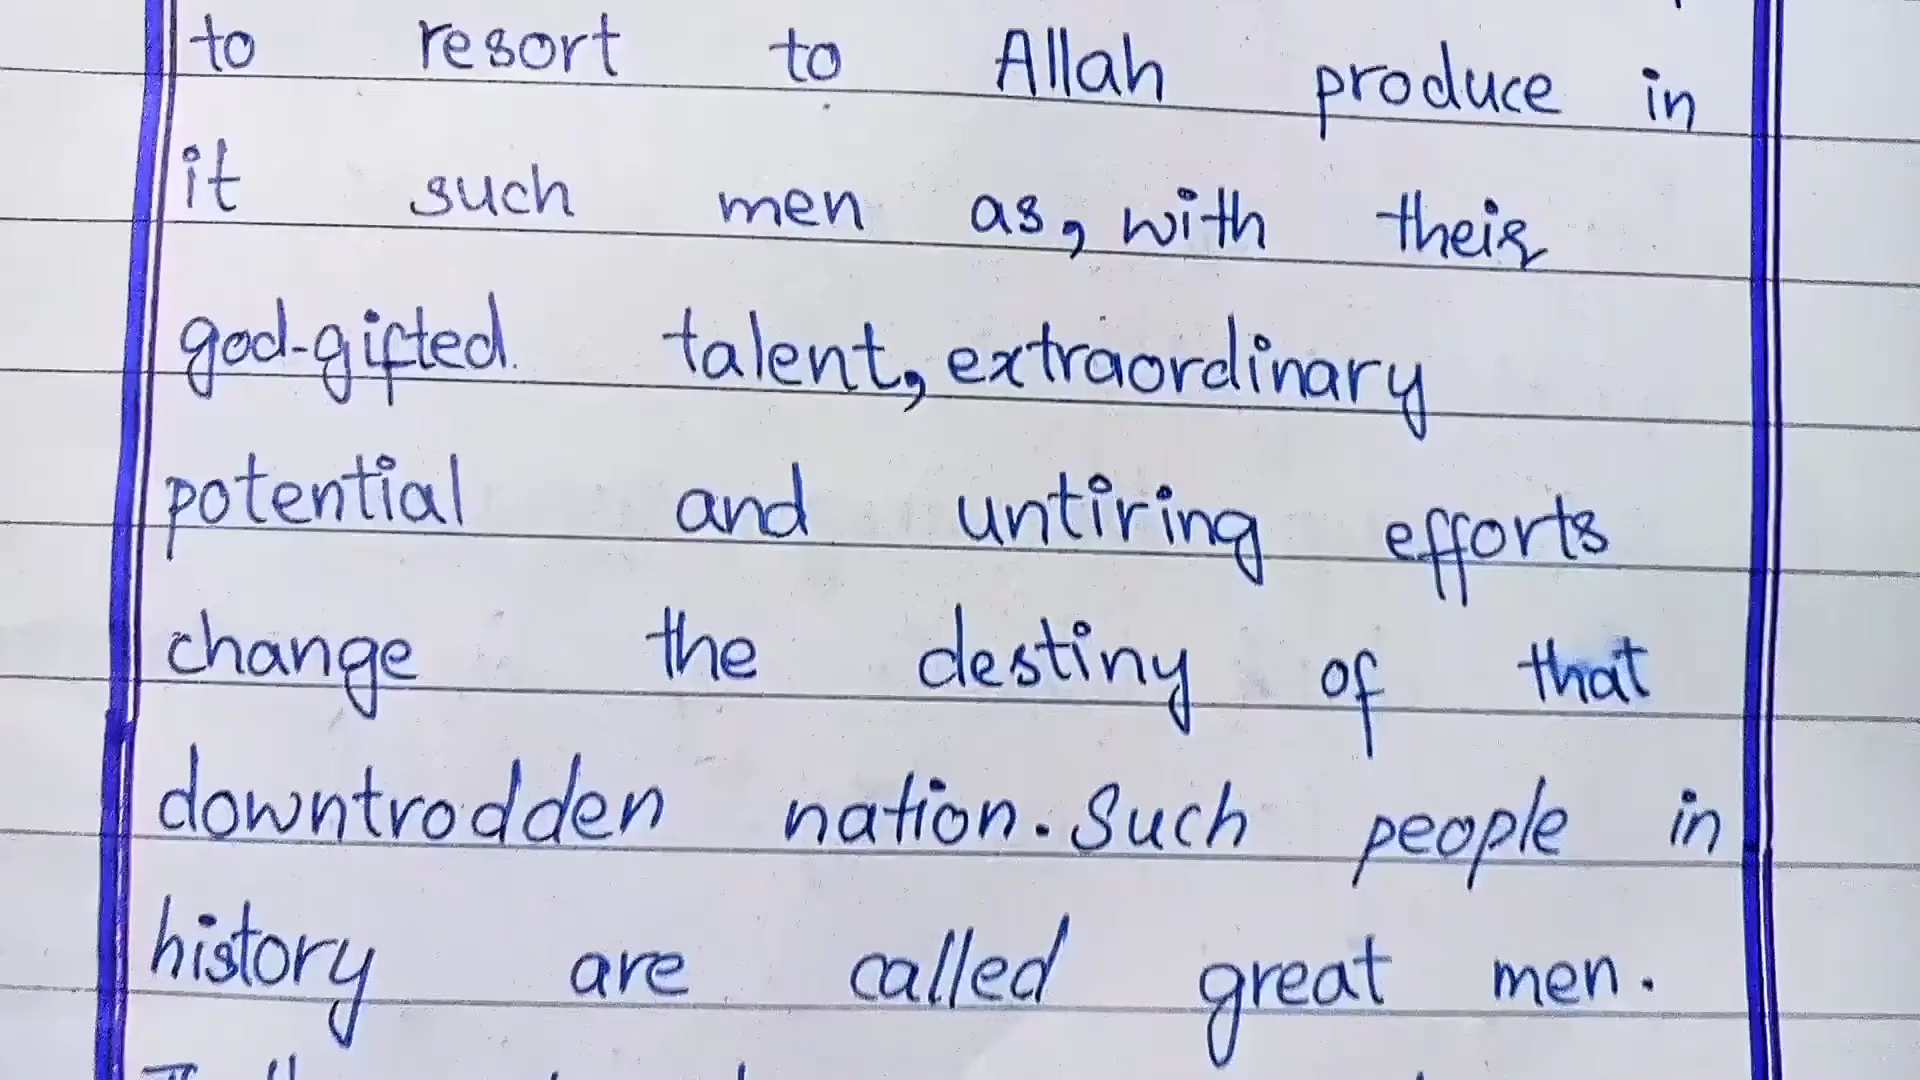 to resort to Allah produce in
it such men as, with their
god-gifted talent, extraordinary
potential and untiring efforts
change the destiny of that
downtrodden nation. Such people in
history are called great men.